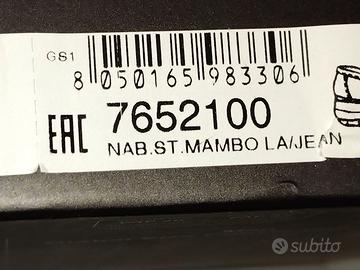 GS1
8 050165 983306
7652100
EAC
NAB.ST.MAMBO LA/JEAN
subito